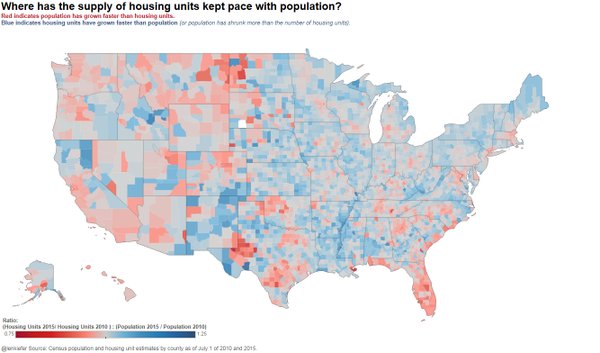 Where has the supply of housing units kept pace with population?
Red indicates population has grown faster than housing units.
Blue indicates housing units have grown faster than population (or population has shrunk more than the number of housing units).
Ratio:
(Housing Units 2015/ Housing Units 2010 ) : (Population 2015 / Population 2010)
0.75 1.25
@lenkiefer Source: Census population and housing unit estimates by county as of July 1 of 2010 and 2015.